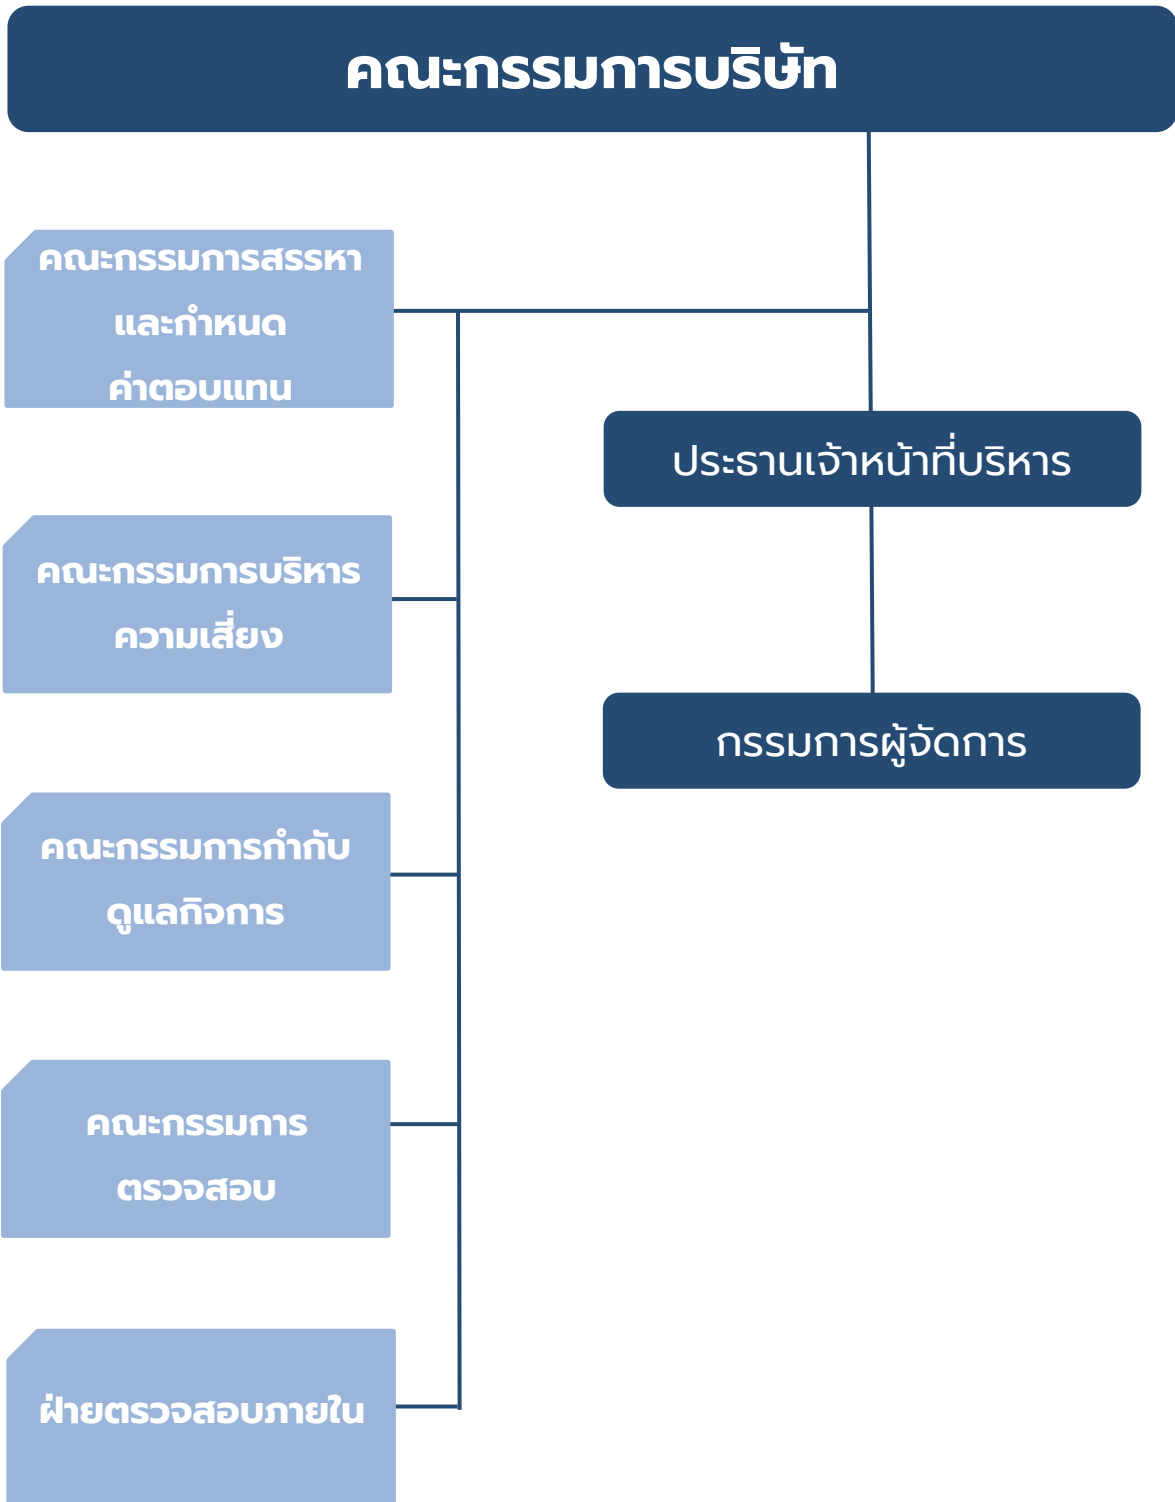 คณะกรรมการบริษัท
คณะกรรมการสรรหา
และกำหนด
ค่าตอบแทน
ประธานเจ้าหน้าที่บริหาร
คณะกรรมการบริหาร
ความเสี่ยง
กรรมการผู้จัดการ
คณะกรรมการกำกับ
ดูแลกิจการ
คณะกรรมการ
ตรวจสอบ
ฝ่ายตรวจสอบภายใน